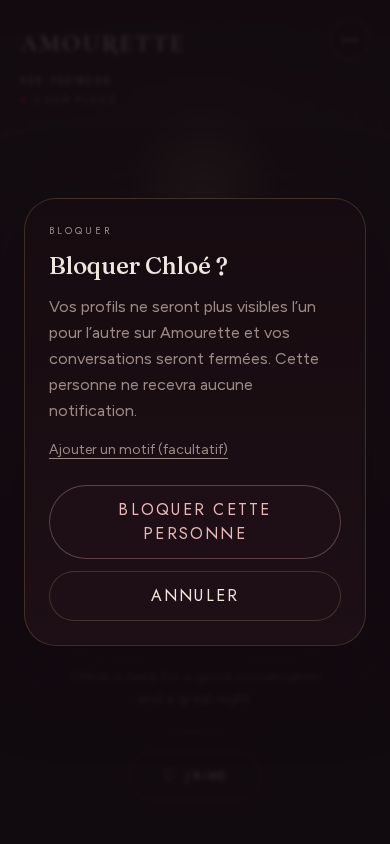 AMOURETTE
BLOQUER
Bloquer Chloé ?
Vos profils ne seront plus visibles l’un
pour l’autre sur Amourette et vos
conversations seront fermées. Cette
personne ne recevra aucune
notification.
Ajouter un motif (facultatif)
BLOQUER CETTE
PERSONNE
ANNULER